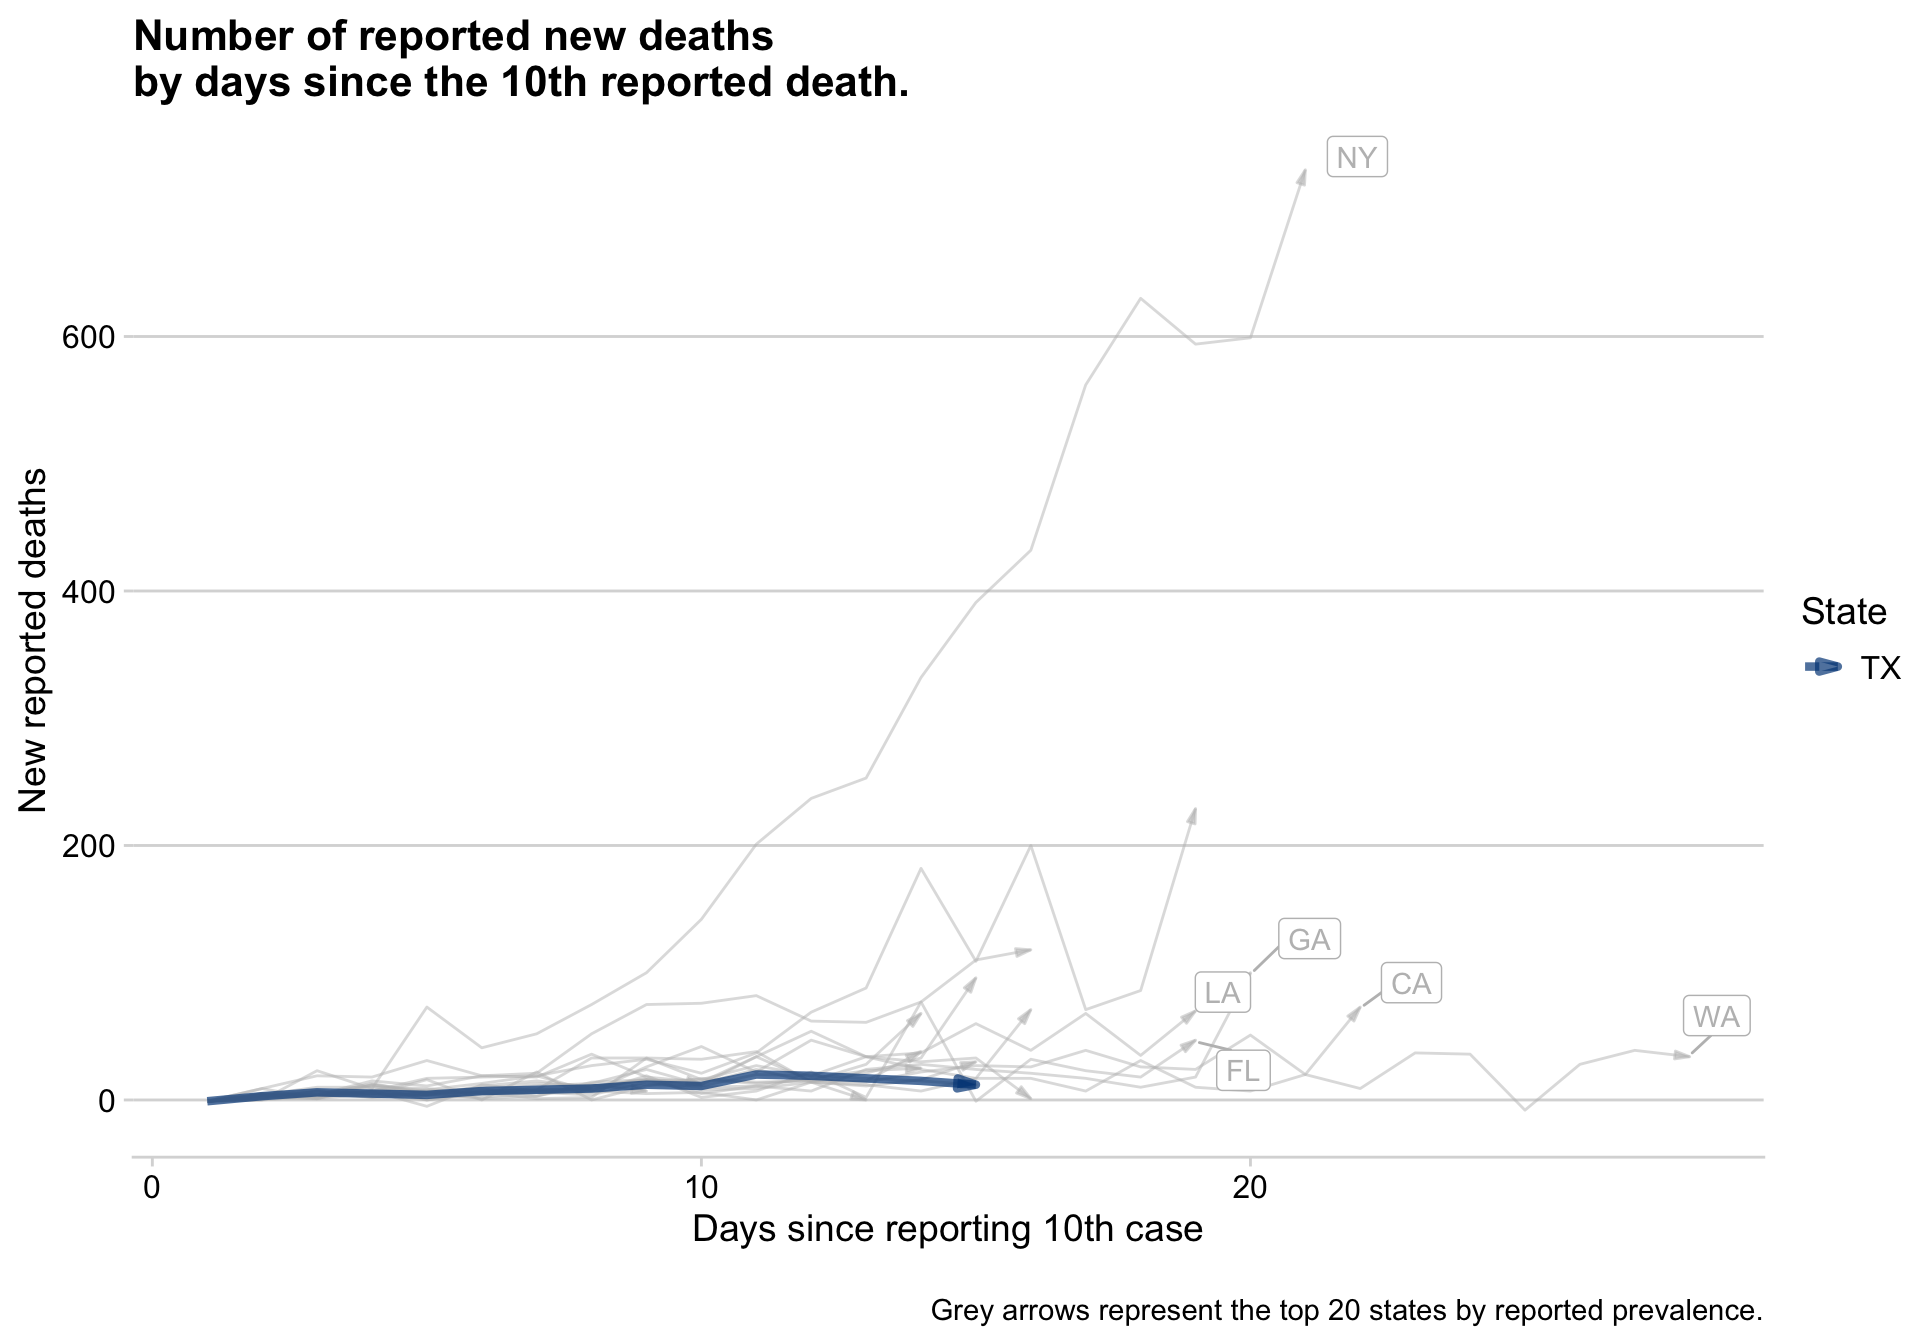 Number of reported new deaths
by days since the 10th reported death.
NY
600
400
200
0
New reported deaths
GA
LA
CA
WA
FL
State
TX
0
10
20
Days since reporting 10th case
Grey arrows represent the top 20 states by reported prevalence.